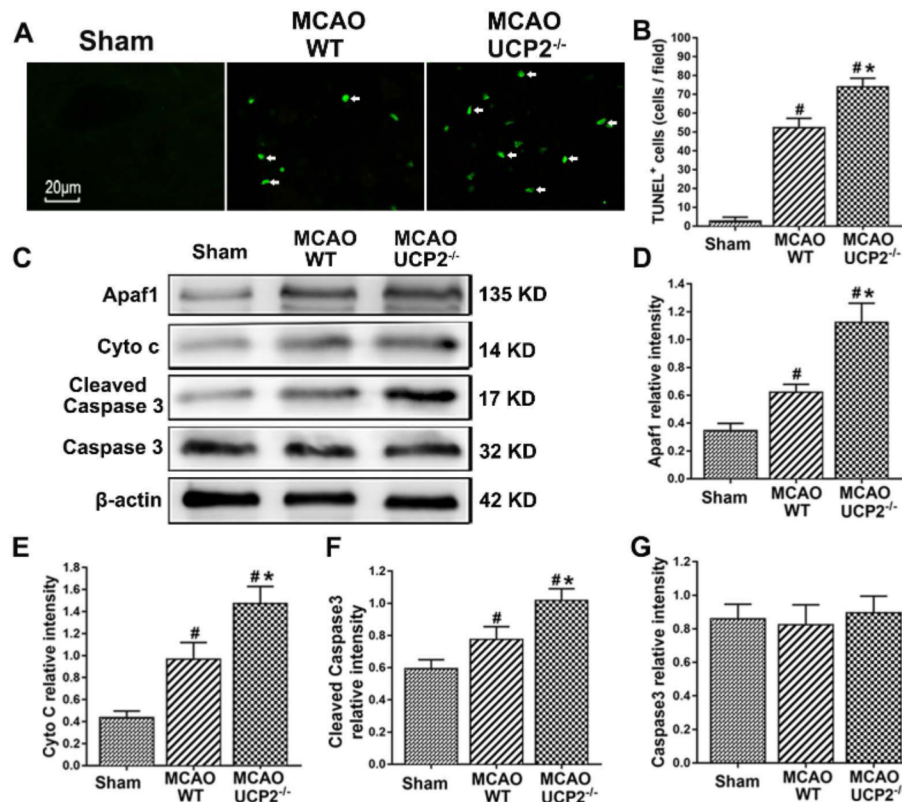 A
Sham
MCAO
WT
MCAO
UCP2-/-
20μm
B
TUNEL+ cells (cells / field)
100
90
80
70
60
50
40
30
20
10
0
#
#*
Sham
MCAO
WT
MCAO
UCP2-/-
C
Sham
MCAO
WT
MCAO
UCP2-/-
Apaf1
135 KD
Cyto c
14 KD
Cleaved
Caspase 3
17 KD
Caspase 3
32 KD
β-actin
42 KD
D
Apaf1 relative intensity
1.4
1.2
1.0
0.8
0.6
0.4
0.2
0.0
#
#*
Sham
MCAO
WT
MCAO
UCP2-/-
E
Cyto C relative intensity
1.8
1.6
1.4
1.2
1.0
0.8
0.6
0.4
0.2
0.0
#
#*
Sham
MCAO
WT
MCAO
UCP2-/-
F
Cleaved Caspase3
relative intensity
1.2
1.0
0.8
0.6
0.4
0.2
0.0
#
#*
Sham
MCAO
WT
MCAO
UCP2-/-
G
Caspase3 relative intensity
1.2
1.0
0.8
0.6
0.4
0.2
0.0
Sham
MCAO
WT
MCAO
UCP2-/-